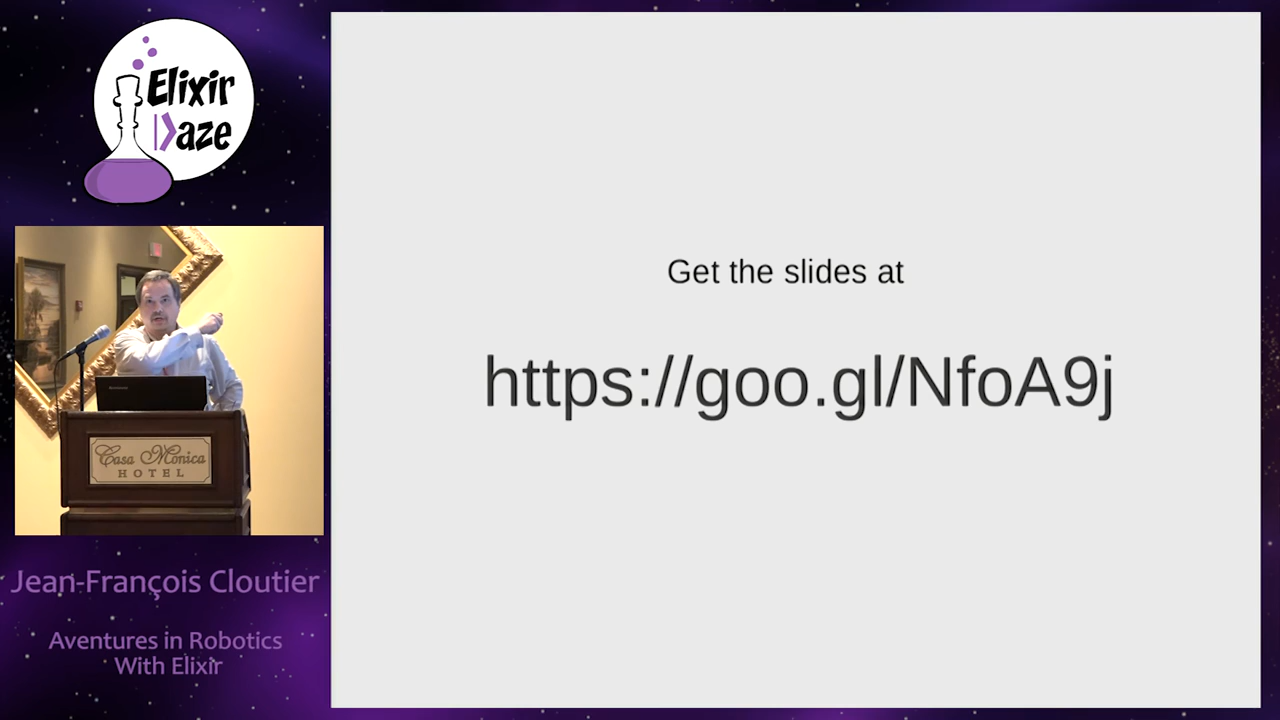 Elixir
|>aze
Casa Monica
HOTEL
Jean-François Cloutier
Aventures in Robotics
With Elixir
Get the slides at
https://goo.gl/NfoA9j